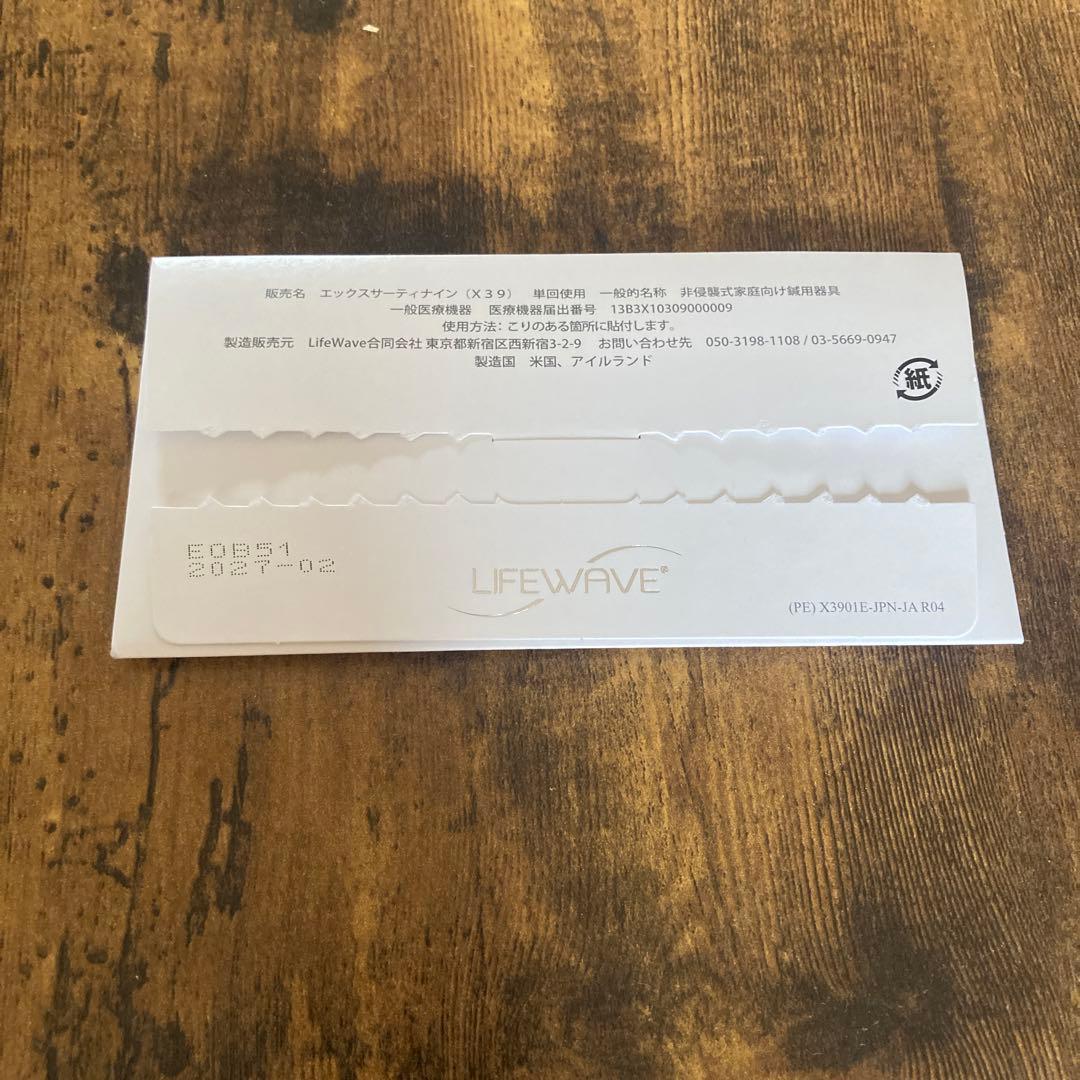 販売名　エックスサーティナイン（Ｘ３９）　単回使用　一般的名称　非侵襲式家庭向け鍼用器具
一般医療機器　医療機器届出番号　13B3X10309000009
使用方法：こりのある箇所に貼付します。
製造販売元　LifeWave合同会社 東京都新宿区西新宿3-2-9　お問い合わせ先　050-3198-1108 / 03-5669-0947
製造国　米国、アイルランド
紙
E0B51
2027-02
LIFEWAVE®
(PE) X3901E-JPN-JA R04